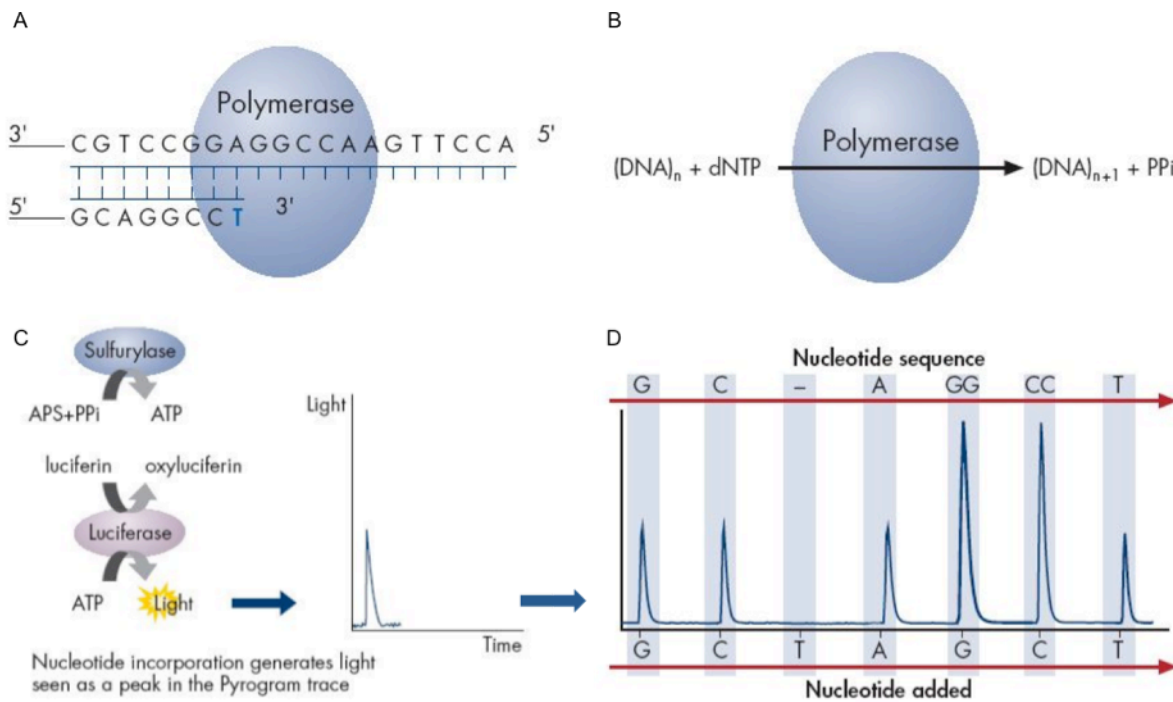 A
Polymerase
3' C G T C C G G A G G C C A A G T T C C A 5'
5' G C A G G C C T 3'
B
Polymerase
(DNA)n + dNTP (DNA)n+1 + PPi
C
Sulfurylase
APS+PPi ATP
luciferin oxyluciferin
Luciferase
ATP Light
Nucleotide incorporation generates light
seen as a peak in the Pyrogram trace
Light
Time
D
Nucleotide sequence
G C – A GG CC T
G C T A G C T
Nucleotide added